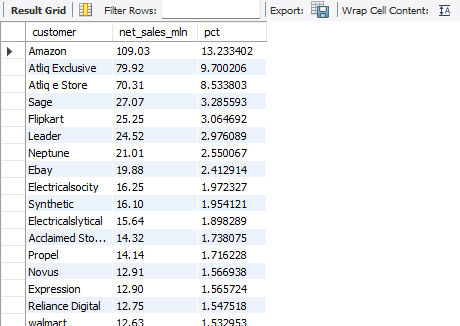 Result Grid Filter Rows: Export: Wrap Cell Content:
customer net_sales_mln pct
Amazon 109.03 13.233402
Atliq Exclusive 79.92 9.700206
Atliq e Store 70.31 8.533803
Sage 27.07 3.285593
Flipkart 25.25 3.064692
Leader 24.52 2.976089
Neptune 21.01 2.550067
Ebay 19.88 2.412914
Electricalsocity 16.25 1.972327
Synthetic 16.10 1.954121
Electricalslytical 15.64 1.898289
Acclaimed Sto... 14.32 1.738075
Propel 14.14 1.716228
Novus 12.91 1.566938
Expression 12.90 1.565724
Reliance Digital 12.75 1.547518
walmart 12.63 1.532953